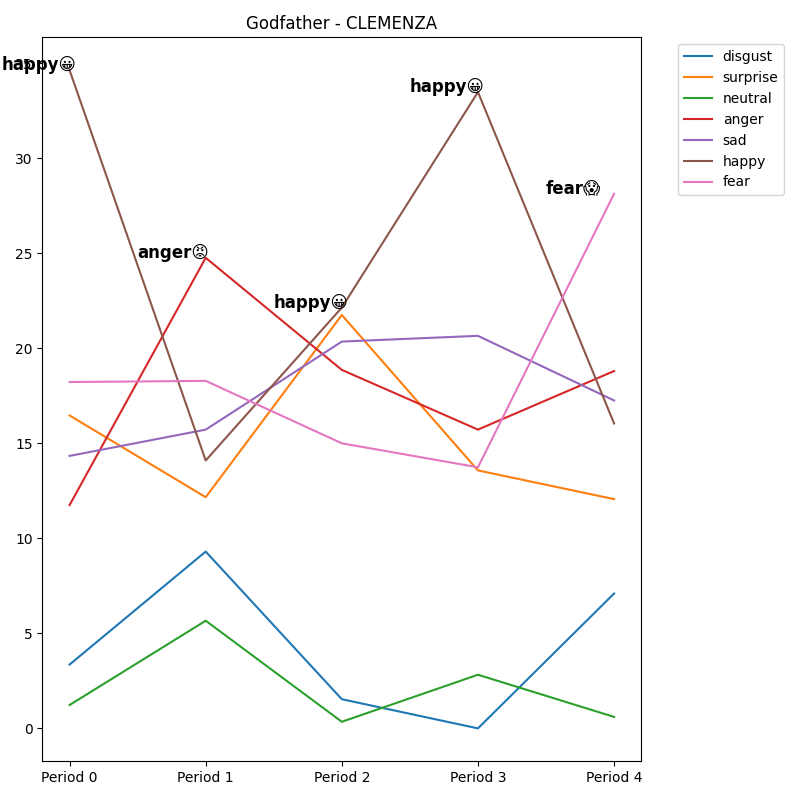 Godfather - CLEMENZA
happy😀
happy😀
fear😱
anger😡
happy😀
30
25
20
15
10
5
0
Period 0 Period 1 Period 2 Period 3 Period 4
disgust
surprise
neutral
anger
sad
happy
fear